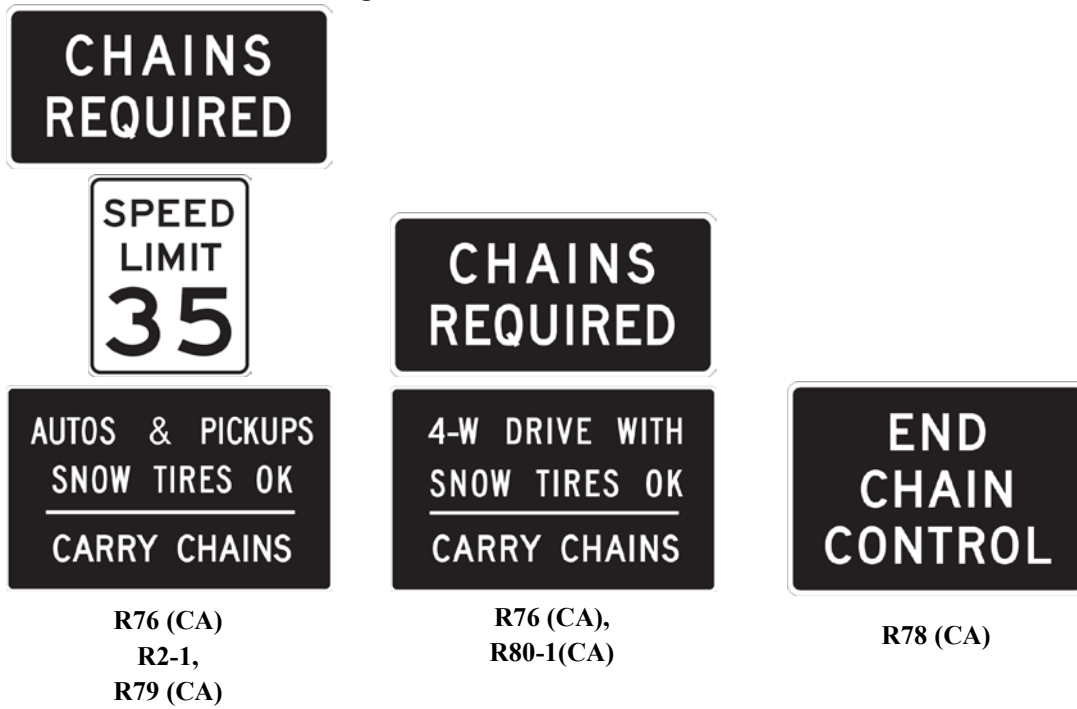 CHAINS
REQUIRED
SPEED
LIMIT
35
AUTOS & PICKUPS
SNOW TIRES OK
CARRY CHAINS
R76 (CA)
R2-1,
R79 (CA)
CHAINS
REQUIRED
4-W DRIVE WITH
SNOW TIRES OK
CARRY CHAINS
R76 (CA),
R80-1(CA)
END
CHAIN
CONTROL
R78 (CA)